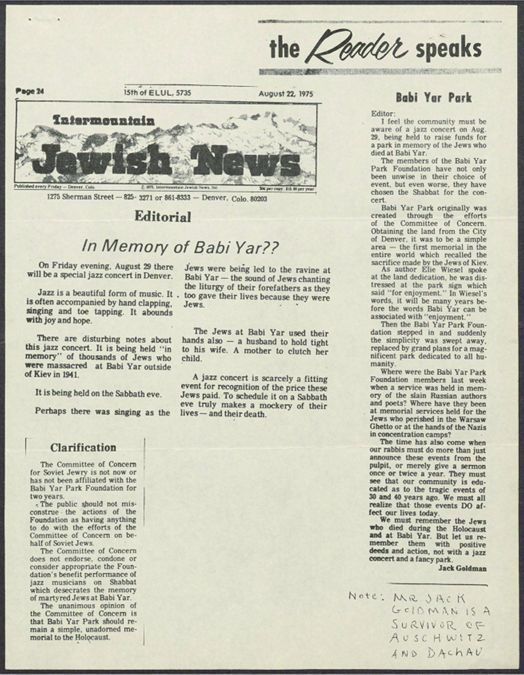 the Reader speaks
Page 24
15th of ELUL, 5735
August 22, 1975
Intermountain
Jewish News
Published every Friday — Denver, Colo.
© 1975, Intermountain Jewish News, Inc.
1275 Sherman Street — 825- 3271 or 861-8333 — Denver, Colo. 80203
Editorial
In Memory of Babi Yar??
On Friday evening, August 29 there
will be a special jazz concert in Denver.
Jazz is a beautiful form of music. It
is often accompanied by hand clapping,
singing and toe tapping. It abounds
with joy and hope.
There are disturbing notes about
this jazz concert. It is being held "in
memory" of thousands of Jews who
were massacred at Babi Yar outside
of Kiev in 1941.
It is being held on the Sabbath eve.
Perhaps there was singing as the
Jews were being led to the ravine at
Babi Yar — the sound of Jews chanting
the liturgy of their forefathers as they
too gave their lives because they were
Jews.
The Jews at Babi Yar used their
hands also — a husband to hold tight
to his wife. A mother to clutch her
child.
A jazz concert is scarcely a fitting
event for recognition of the price these
Jews paid. To schedule it on a Sabbath
eve truly makes a mockery of their
lives — and their death.
Clarification
The Committee of Concern
for Soviet Jewry is not now or
has not been affiliated with the
Babi Yar Park Foundation for
two years.
The public should not mis-
construe the actions of the
Foundation as having anything
to do with the efforts of the
Committee of Concern on be-
half of Soviet Jews.
The Committee of Concern
does not endorse, condone or
consider appropriate the Foun-
dation's benefit performance of
jazz musicians on Shabbat
which desecrates the memory
of martyred Jews at Babi Yar.
The unanimous opinion of
the Committee of Concern is
that Babi Yar Park should re-
main a simple, unadorned me-
morial to the Holocaust.
Babi Yar Park
Editor:
I feel the community must be
aware of a jazz concert on Aug.
29, being held to raise funds for
a park in memory of the Jews who
died at Babi Yar.
The members of the Babi Yar
Park Foundation have not only
been unwise in their choice of
event, but even worse, they have
chosen the Shabbat for the con-
cert.
Babi Yar Park originally was
created through the efforts
of the Committee of Concern.
Obtaining the land from the City
of Denver, it was to be a simple
area — the first memorial in the
entire world which recalled the
sacrifice made by the Jews of Kiev.
As author Elie Wiesel spoke
at the land dedication, he was dis-
tressed at the park sign which
said "for enjoyment." In Wiesel's
words, it will be many years be-
fore the words Babi Yar can be
associated with "enjoyment."
Then the Babi Yar Park Foun-
dation stepped in and suddenly
the simplicity was swept away,
replaced by grand plans for a mag-
nificent park dedicated to all hu-
manity.
Where were the Babi Yar Park
Foundation members last week
when a service was held in mem-
ory of the slain Russian authors
and poets? Where have they been
at memorial services held for the
Jews who perished in the Warsaw
Ghetto or at the hands of the Nazis
in concentration camps?
The time has also come when
our rabbis must do more than just
announce these events from the
pulpit, or merely give a sermon
once or twice a year. They must
see that our community is edu-
cated as to the tragic events of
30 and 40 years ago. We must all
realize that those events DO af-
fect our lives today.
We must remember the Jews
who died during the Holocaust
and at Babi Yar. But let us re-
member them with positive
deeds and action, not with a jazz
concert and a fancy park.
Jack Goldman
Note: MR JACK
GOLDMAN IS A
SURVIVOR OF
AUSCHWITZ
AND DACHAU